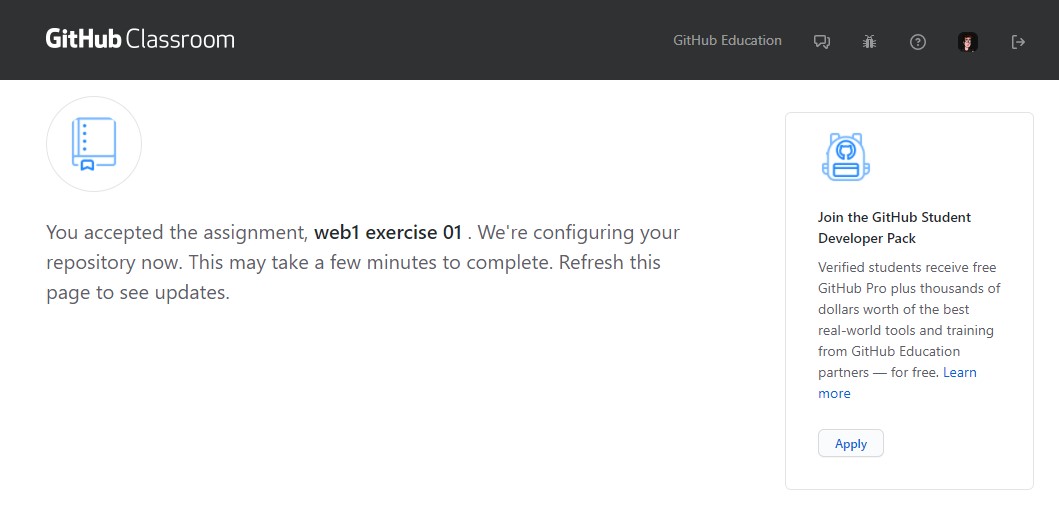 GitHub Classroom
GitHub Education
You accepted the assignment, web1 exercise 01 . We're configuring your
repository now. This may take a few minutes to complete. Refresh this
page to see updates.
Join the GitHub Student
Developer Pack
Verified students receive free
GitHub Pro plus thousands of
dollars worth of the best
real-world tools and training
from GitHub Education
partners — for free. Learn
more
Apply